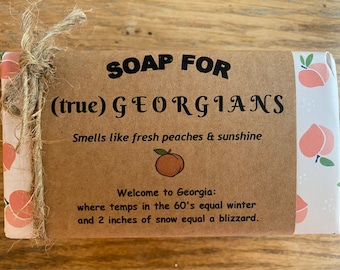 SOAP FOR
(true) GEORGIANS
Smells like fresh peaches & sunshine
Welcome to Georgia:
where temps in the 60's equal winter
and 2 inches of snow equal a blizzard.